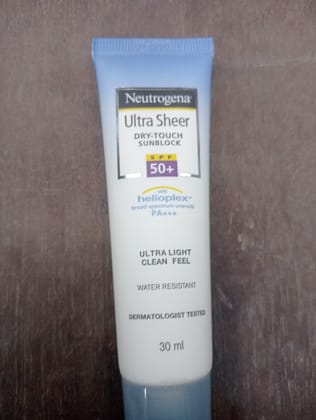 Neutrogena®
Ultra Sheer
DRY-TOUCH
SUNBLOCK
SPF
50+
with
helioplex®
broad spectrum uva•uvb
PA+++
ULTRA LIGHT
CLEAN FEEL
WATER RESISTANT
DERMATOLOGIST TESTED
30 ml